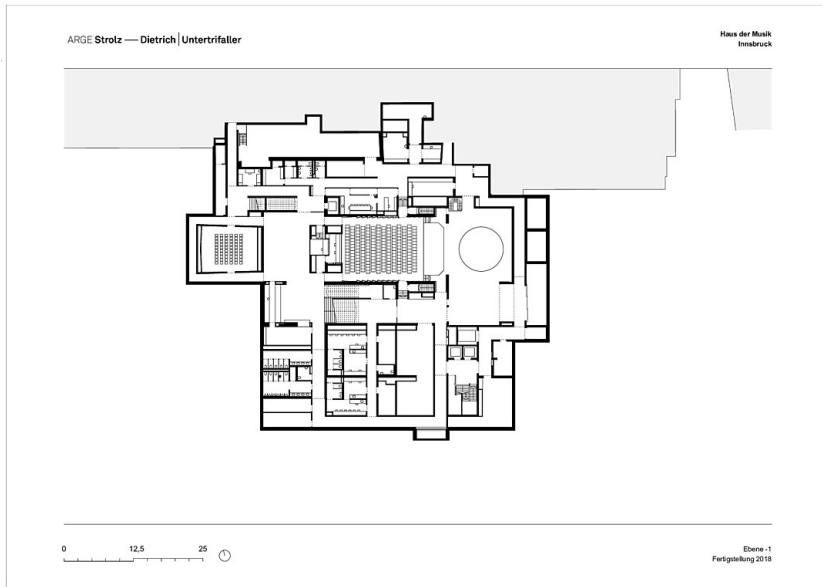 ARGE Strolz — Dietrich | Untertrifaller
Haus der Musik
Innsbruck
0 12,5 25
Ebene -1
Fertigstellung 2018